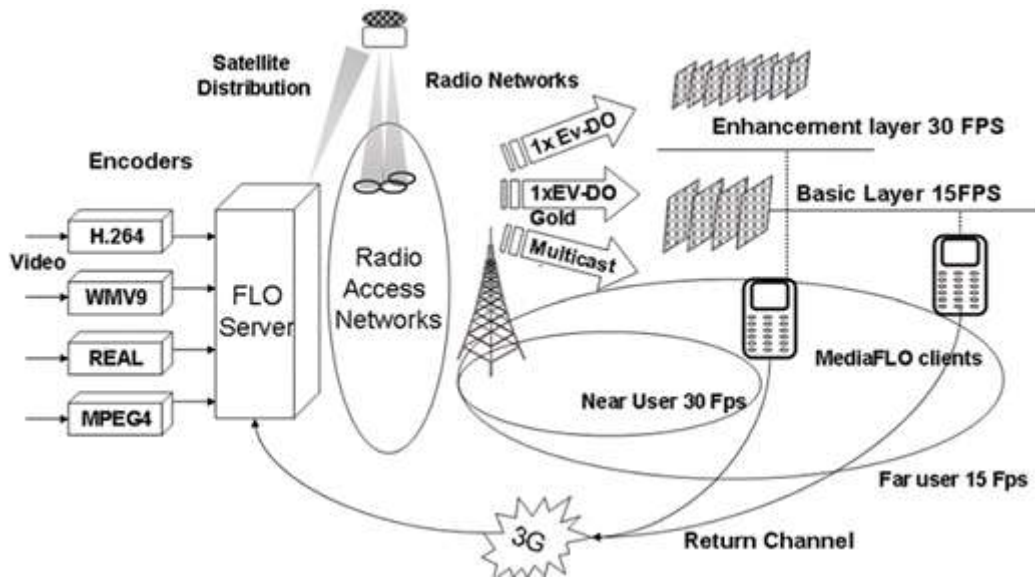 Satellite
Distribution
Radio Networks
1x Ev-DO
Enhancement layer 30 FPS
Encoders
1xEV-DO
Gold
Basic Layer 15FPS
Multicast
Video
H.264
WMV9
REAL
MPEG4
FLO
Server
Radio
Access
Networks
MediaFLO clients
Near User 30 Fps
Far user 15 Fps
3G
Return Channel